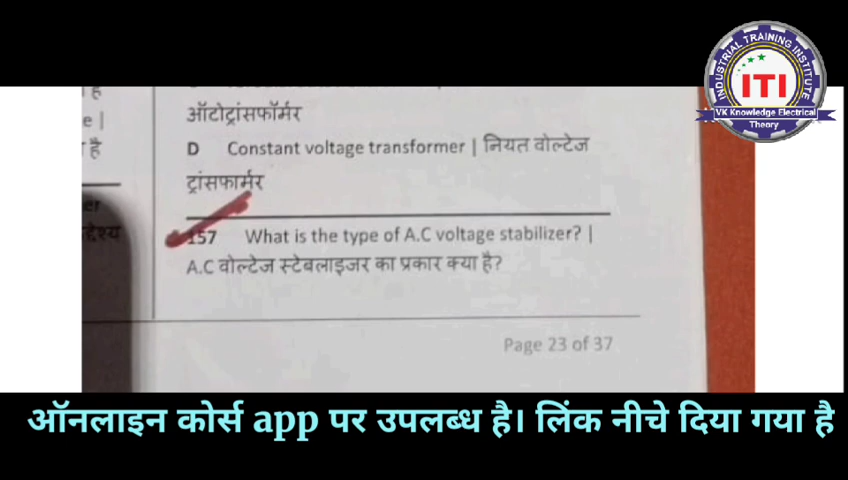 है
e |
है
ऑटोट्रांसफॉर्मर
D Constant voltage transformer | नियत वोल्टेज
ट्रांसफार्मर
er
द्देश्य
157 What is the type of A.C voltage stabilizer? |
A.C वोल्टेज स्टेबलाइजर का प्रकार क्या है?
Page 23 of 37
INDUSTRIAL TRAINING INSTITUTE
ITI
VK Knowledge Electrical
Theory
ऑनलाइन कोर्स app पर उपलब्ध है। लिंक नीचे दिया गया है